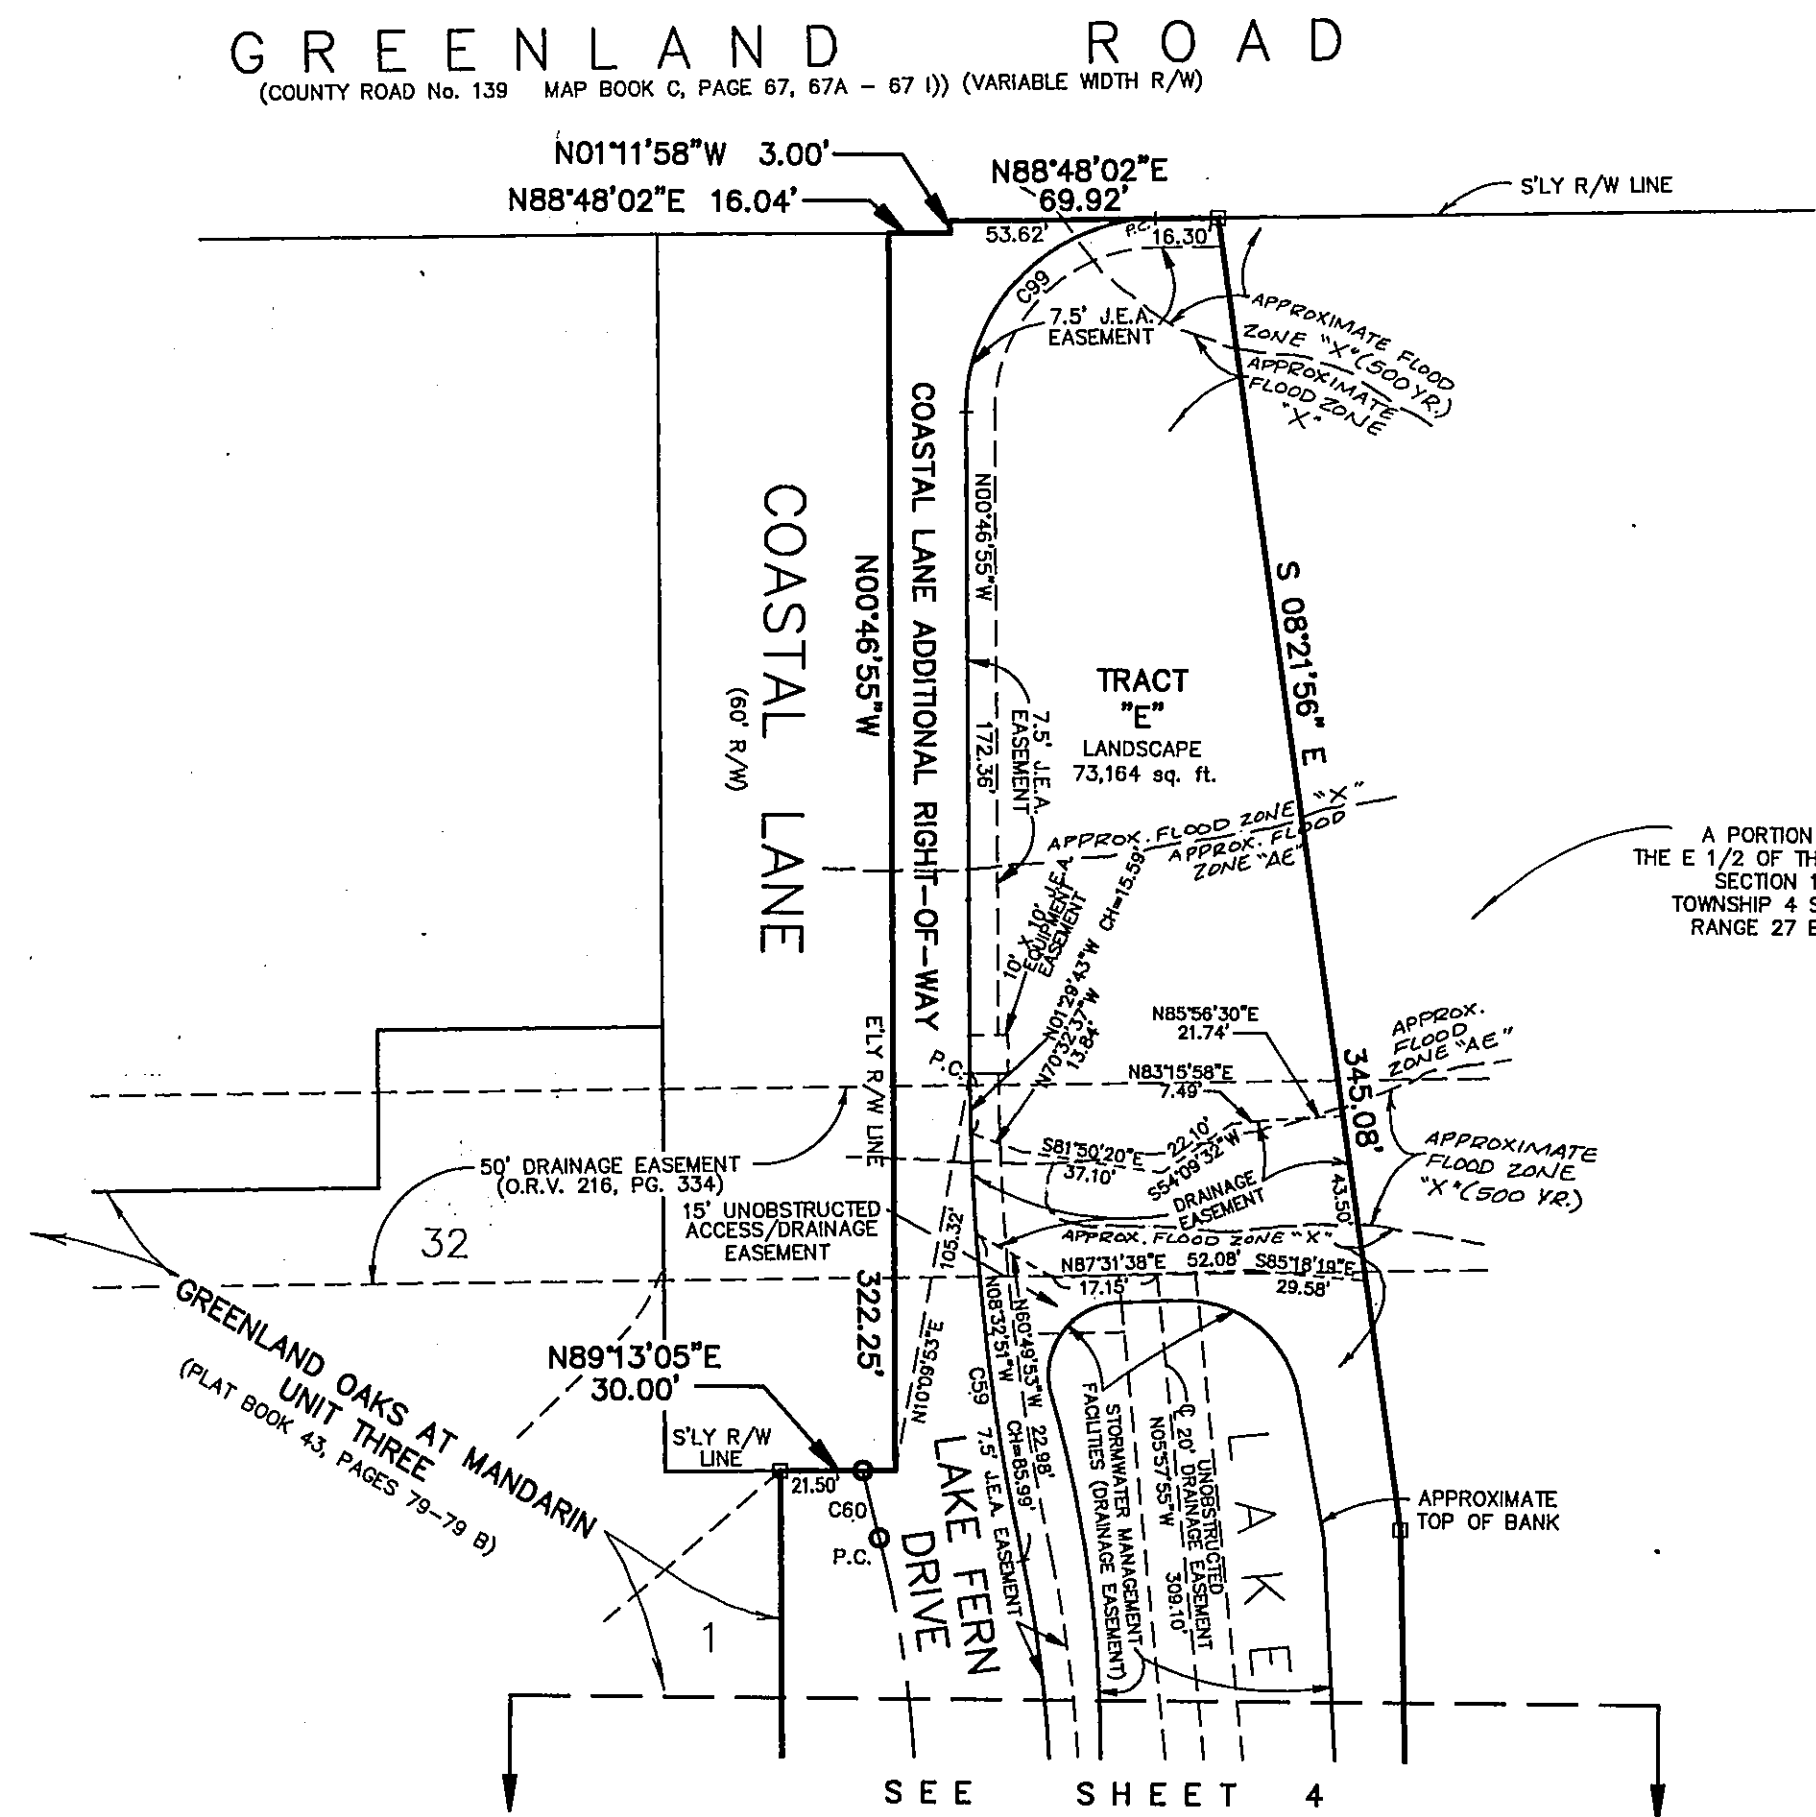 GREENLAND ROAD
(COUNTY ROAD No. 139 MAP BOOK C, PAGE 67, 67A - 67 I)) (VARIABLE WIDTH R/W)
N01°11'58"W 3.00'
N88°48'02"E 16.04'
N88°48'02"E
69.92'
S'LY R/W LINE
53.62'
P.C.
16.30'
C99
7.5' J.E.A.
EASEMENT
APPROXIMATE FLOOD
ZONE "X" (500 YR.)
APPROXIMATE
FLOOD ZONE
"X"
COASTAL LANE
(60' R/W)
N00°46'55"W
322.25'
COASTAL LANE ADDITIONAL RIGHT-OF-WAY
N00°46'55"W
172.36'
7.5' J.E.A.
EASEMENT
TRACT
"E"
LANDSCAPE
73,164 sq. ft.
S 08°21'56" E
345.08'
APPROX. FLOOD ZONE "X"
APPROX. FLOOD
ZONE "AE"
A PORTION
THE E 1/2 OF TH
SECTION 1
TOWNSHIP 4 S
RANGE 27 E
10' X 10' J.E.A.
EQUIPMENT
EASEMENT
N01°29'43"W CH=15.59'
N70°32'37"W
13.84'
P.C.
E'LY R/W LINE
N85°56'30"E
21.74'
N83°15'58"E
7.49'
APPROX.
FLOOD
ZONE "AE"
S81°50'20"E
37.10'
22.10'
S54°09'32"W
DRAINAGE
EASEMENT
43.50'
APPROXIMATE
FLOOD ZONE
"X" (500 YR.)
50' DRAINAGE EASEMENT
(O.R.V. 216, PG. 334)
15' UNOBSTRUCTED
ACCESS/DRAINAGE
EASEMENT
32
105.32'
N10°09'53"E
APPROX. FLOOD ZONE "X"
N87°31'38"E 52.08' S85°18'19"E
17.15'
29.58'
GREENLAND OAKS AT MANDARIN
UNIT THREE
(PLAT BOOK 43, PAGES 79-79 B)
N89°13'05"E
30.00'
S'LY R/W
LINE
21.50'
C60
P.C.
N08°32'51"W CH=85.99'
N60°49'53"W 22.98'
C59 7.5' J.E.A. EASEMENT
LAKE FERN
DRIVE
STORMWATER MANAGEMENT
FACILITIES (DRAINAGE EASEMENT)
℄ 20' UNOBSTRUCTED
DRAINAGE EASEMENT
N05°57'55"W 309.10'
LAKE
APPROXIMATE
TOP OF BANK
1
SEE SHEET 4